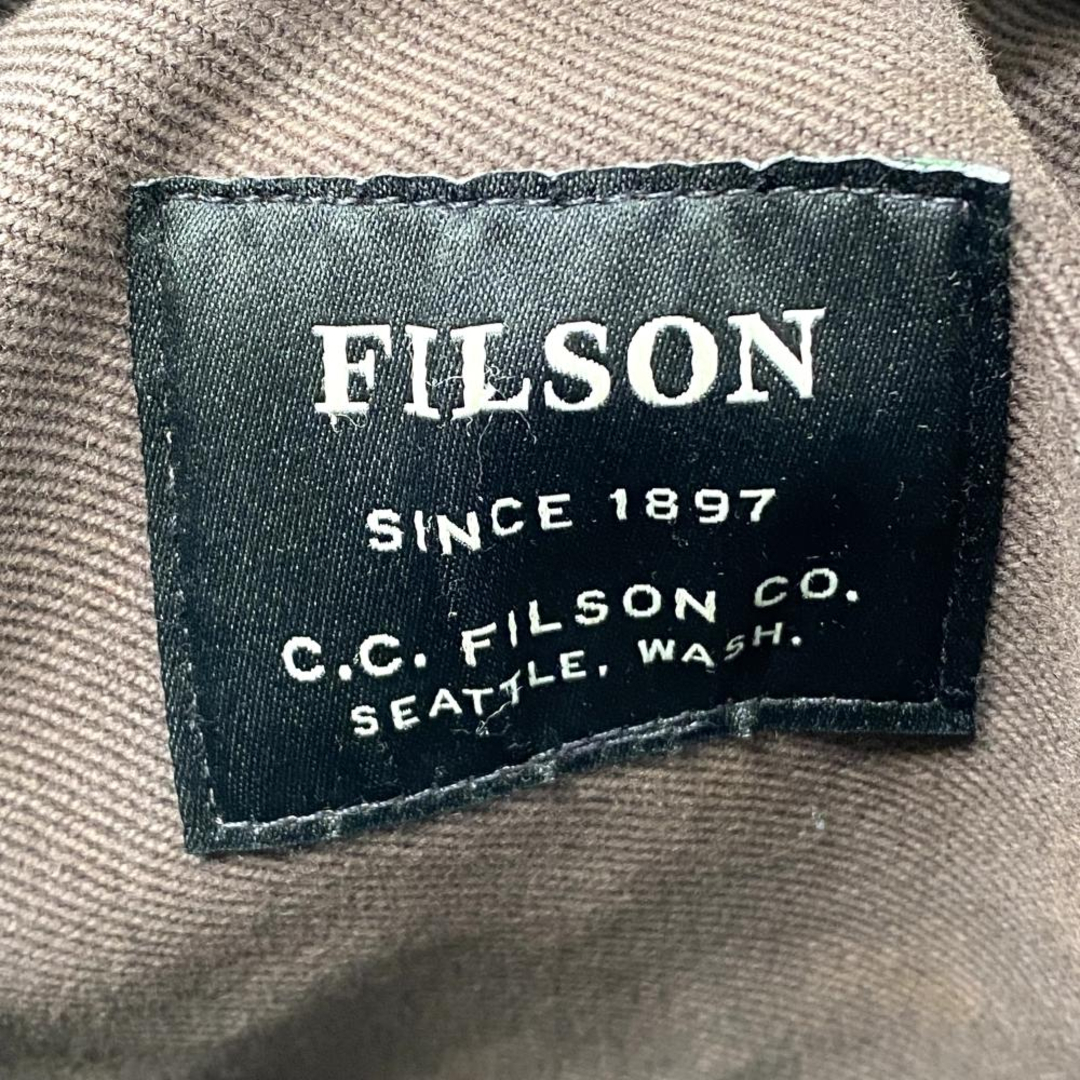 FILSON
SINCE 1897
C.C. FILSON CO.
SEATTLE, WASH.